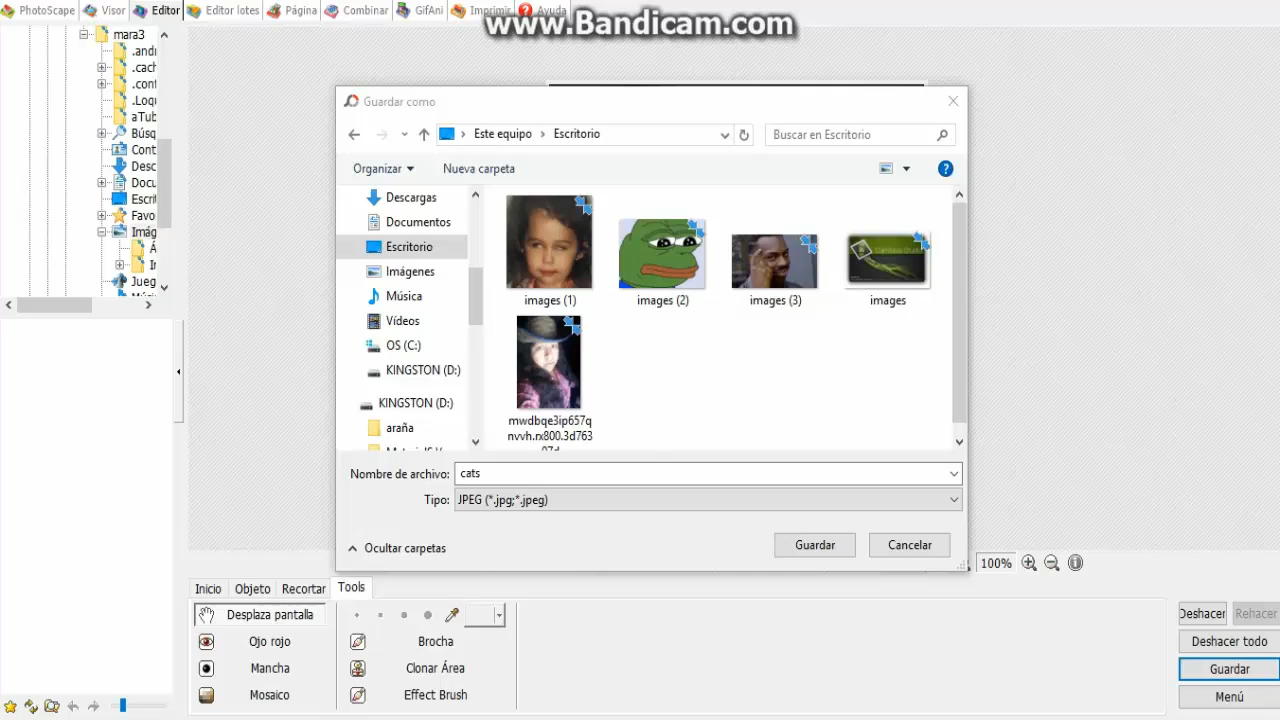 PhotoScape
Visor
Editor
Editor lotes
Página
Combinar
GifAni
Imprimir
Ayuda
www.Bandicam.com
mara3
.andr
.cach
.cont
.Loqu
aTub
Búsq
Cont
Desc
Docu
Escri
Favo
Imág
Á
Ir
Jueg
Guardar como
Este equipo
Escritorio
Buscar en Escritorio
Organizar
Nueva carpeta
Descargas
Documentos
Escritorio
Imágenes
Música
Vídeos
OS (C:)
KINGSTON (D:)
KINGSTON (D:)
araña
images (1)
images (2)
images (3)
images
mwdbqe3ip657q
nvvh.rx800.3d763
Nombre de archivo:
cats
Tipo:
JPEG (*.jpg;*.jpeg)
Ocultar carpetas
Guardar
Cancelar
100%
Inicio
Objeto
Recortar
Tools
Desplaza pantalla
Ojo rojo
Mancha
Mosaico
Brocha
Clonar Área
Effect Brush
Deshacer
Rehacer
Deshacer todo
Guardar
Menú